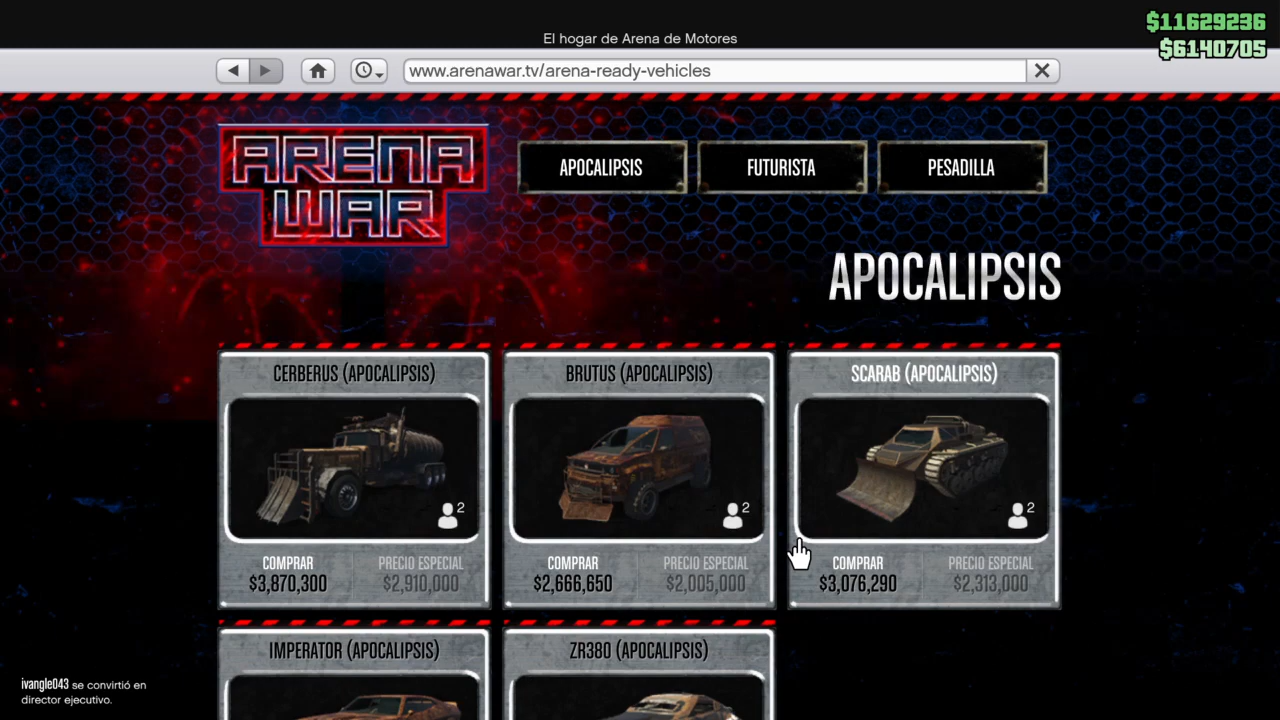 $11629236
El hogar de Arena de Motores
$6140705
www.arenawar.tv/arena-ready-vehicles
ARENA
WAR
APOCALIPSIS
FUTURISTA
PESADILLA
APOCALIPSIS
CERBERUS (APOCALIPSIS)
2
COMPRAR
PRECIO ESPECIAL
$3,870,300
$2,910,000
BRUTUS (APOCALIPSIS)
2
COMPRAR
PRECIO ESPECIAL
$2,666,650
$2,005,000
SCARAB (APOCALIPSIS)
2
COMPRAR
PRECIO ESPECIAL
$3,076,290
$2,313,000
IMPERATOR (APOCALIPSIS)
ZR380 (APOCALIPSIS)
ivangle043 se convirtió en
director ejecutivo.